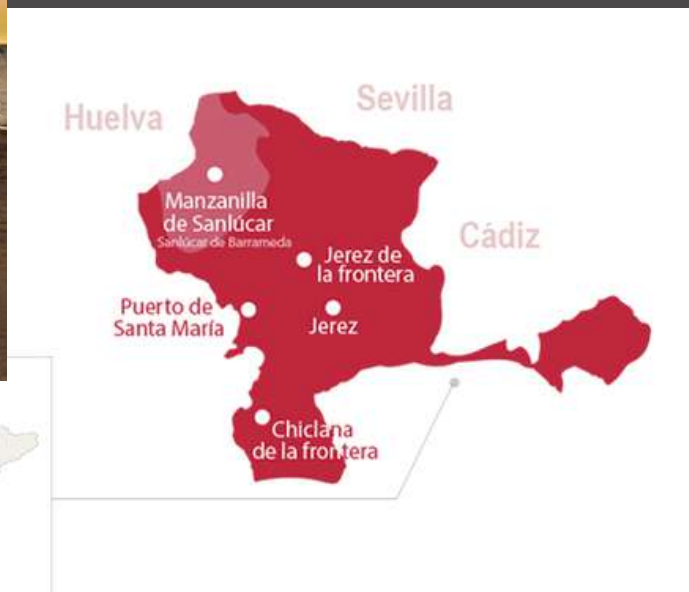 Huelva
Sevilla
Manzanilla
de Sanlúcar
Sanlúcar de Barrameda
Cádiz
Jerez de
la frontera
Puerto de
Santa María
Jerez
Chiclana
de la frontera